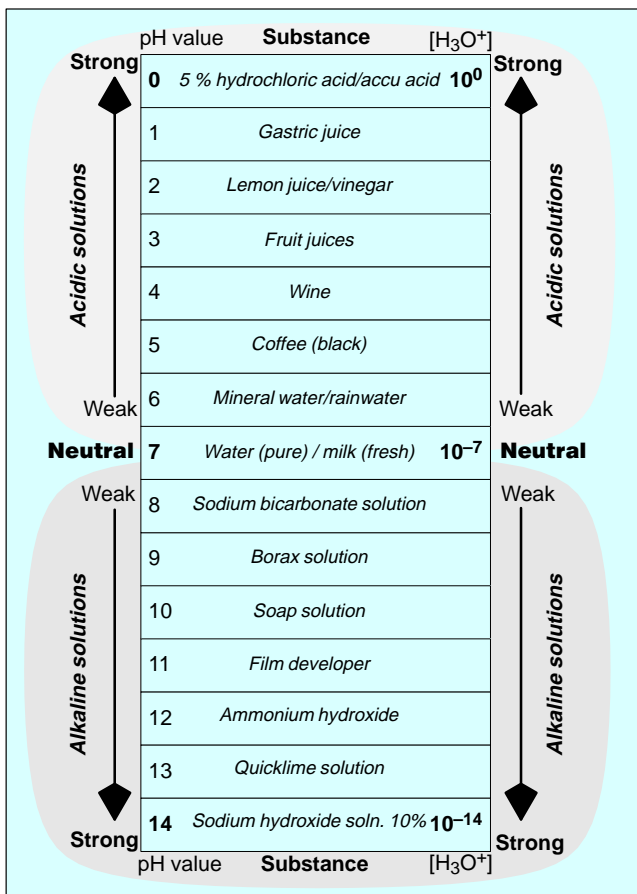 pH value Substance [H₃O⁺]
Strong Strong
0 5 % hydrochloric acid/accu acid 10⁰
1 Gastric juice
2 Lemon juice/vinegar
3 Fruit juices
4 Wine
5 Coffee (black)
6 Mineral water/rainwater
Acidic solutions Acidic solutions
Weak Weak
Neutral 7 Water (pure) / milk (fresh) 10⁻⁷ Neutral
Weak Weak
8 Sodium bicarbonate solution
9 Borax solution
10 Soap solution
11 Film developer
12 Ammonium hydroxide
13 Quicklime solution
Alkaline solutions Alkaline solutions
14 Sodium hydroxide soln. 10% 10⁻¹⁴
Strong Strong
pH value Substance [H₃O⁺]